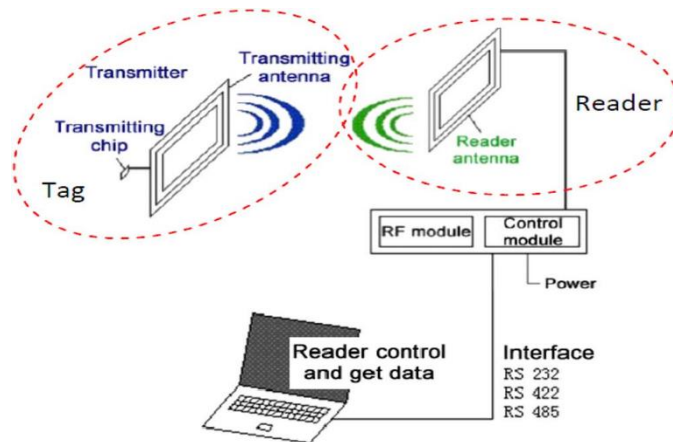 Transmitter
Transmitting
antenna
Transmitting
chip
Tag
Reader
Reader
antenna
RF module
Control
module
Power
Reader control
and get data
Interface
RS 232
RS 422
RS 485